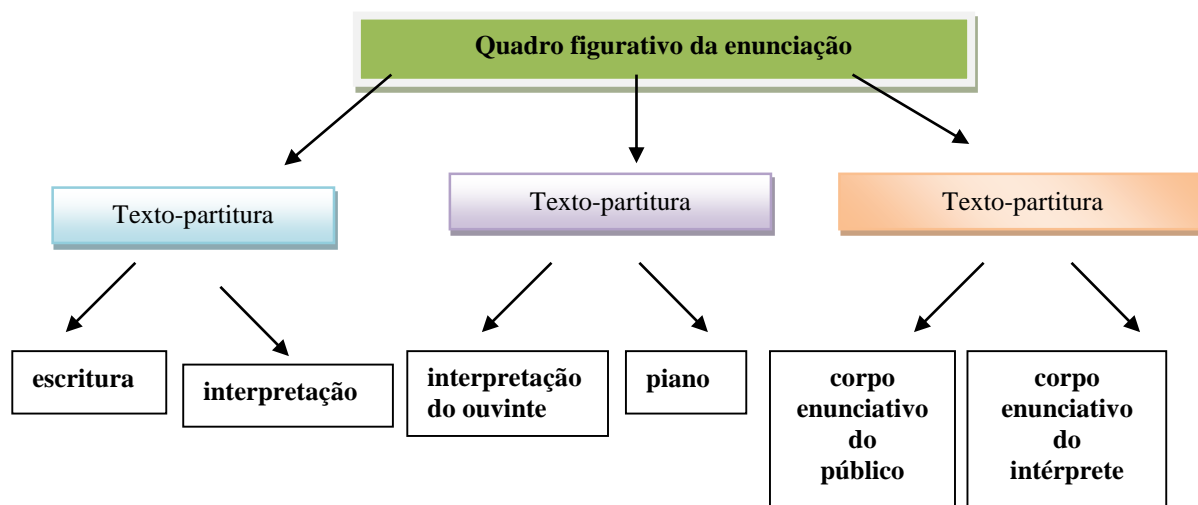 Quadro figurativo da enunciação
Texto-partitura
Texto-partitura
Texto-partitura
escritura
interpretação
interpretação
do ouvinte
piano
corpo
enunciativo
do
público
corpo
enunciativo
do
intérprete